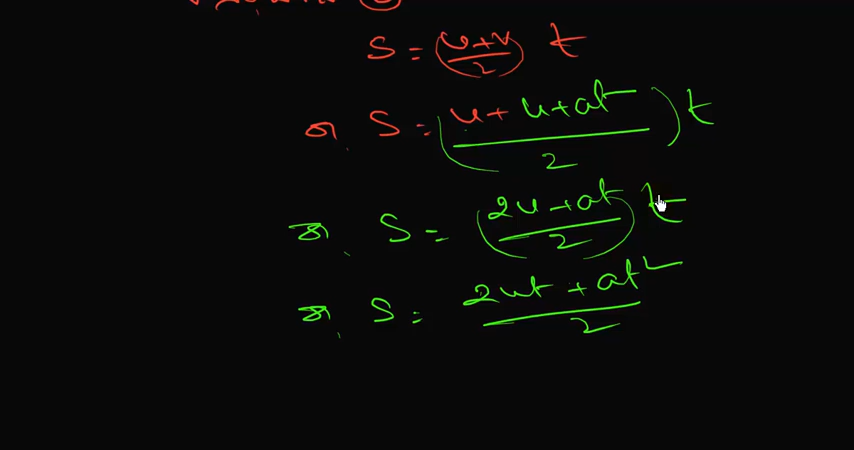 S = (u+v / 2) t
বা, S = (u + u+at / 2) t
বা, S = (2u+at / 2) t
বা, S = 2ut + at² / 2